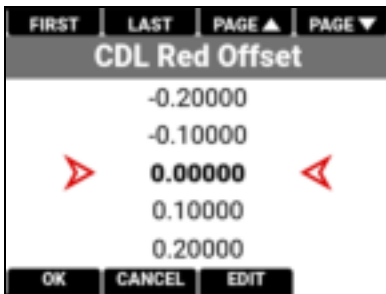 FIRST LAST PAGE▲ PAGE▼
CDL Red Offset
-0.20000
-0.10000
0.00000
0.10000
0.20000
OK CANCEL EDIT